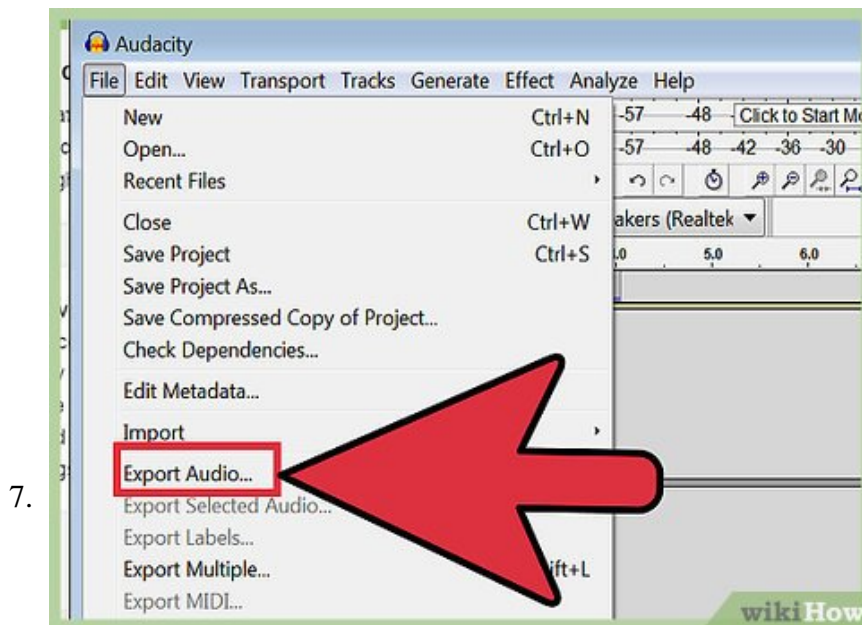 Audacity
File Edit View Transport Tracks Generate Effect Analyze Help
New Ctrl+N
-57 -48 Click to Start Mo
Open... Ctrl+O
-57 -48 -42 -36 -30
Recent Files
Close Ctrl+W
akers (Realtek
Save Project Ctrl+S
.0 5.0 6.0
Save Project As...
Save Compressed Copy of Project...
Check Dependencies...
Edit Metadata...
Import
Export Audio...
7.
Export Selected Audio...
Export Labels...
Export Multiple... ift+L
Export MIDI...
wikiHow